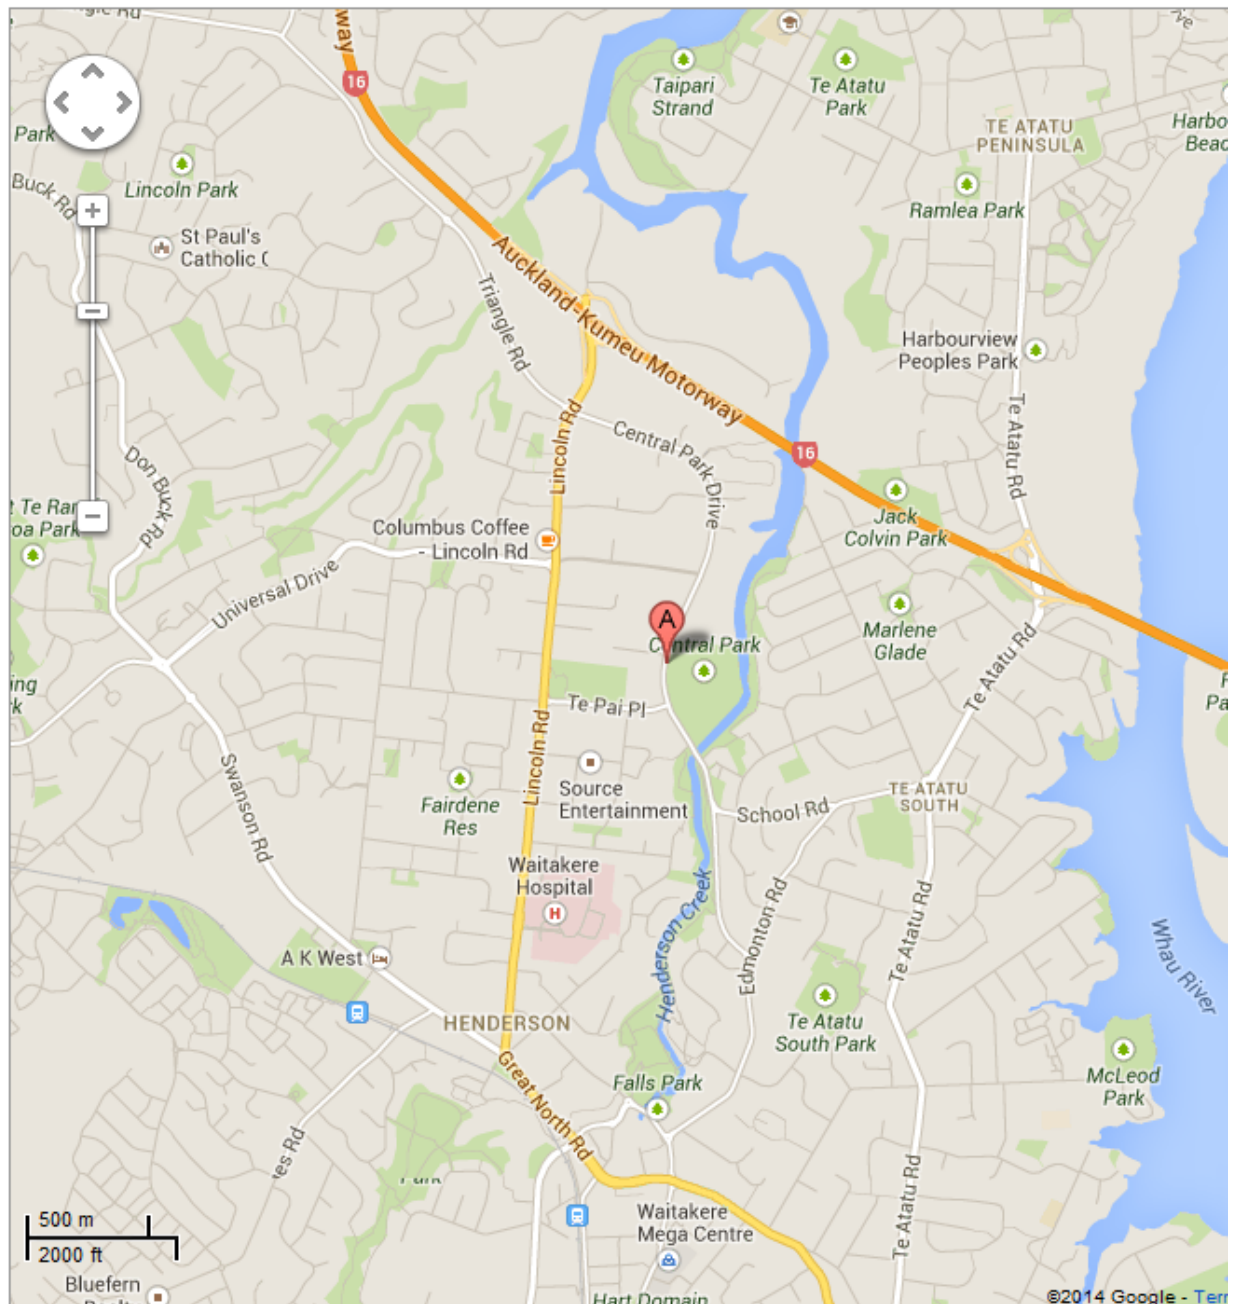 way
16
Taipari
Strand
Te Atatu
Park
TE ATATU
PENINSULA
Harbo
Beac
Park
Lincoln Park
Buck Rd
Ramlea Park
St Paul's
Catholic (
Auckland-Kumeu Motorway
Triangle Rd
Harbourview
Peoples Park
Te Atatu Rd
Lincoln Rd
Central Park Drive
16
Don Buck Rd
Jack
Colvin Park
t Te Rar
oa Park
Columbus Coffee
- Lincoln Rd
Universal Drive
A
Central Park
Marlene
Glade
Te Atatu Rd
ing
k
Pa
Te Pai Pl
Lincoln Rd
Swanson Rd
Source
Entertainment
Fairdene
Res
School Rd
TE ATATU
SOUTH
Waitakere
Hospital
H
Henderson Creek
Edmonton Rd
Te Atatu Rd
Whau River
A K West
HENDERSON
Te Atatu
South Park
McLeod
Park
Great North Rd
Falls Park
es Rd
Te Atatu Rd
Waitakere
Mega Centre
500 m
2000 ft
Bluefern
Hart Domain
©2014 Google - Terr